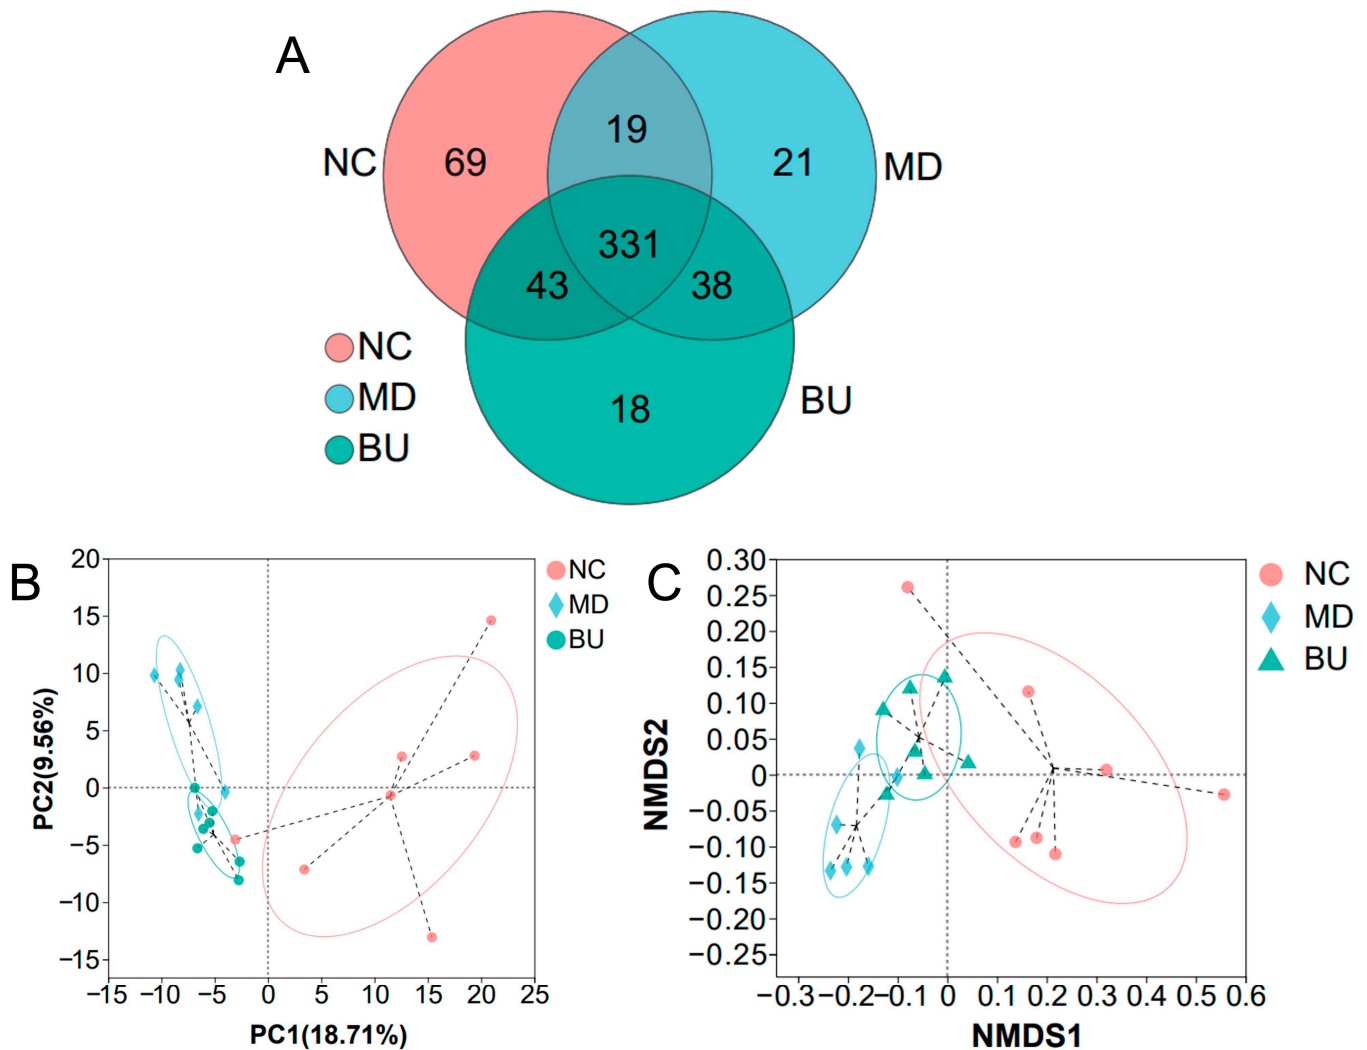 A
NC
69
19
21
MD
331
43
38
18
BU
NC
MD
BU
B
20
15
10
5
0
−5
−10
−15
PC2(9.56%)
−15 −10 −5 0 5 10 15 20 25
PC1(18.71%)
NC
MD
BU
C
0.30
0.25
0.20
0.15
0.10
0.05
0
−0.05
−0.10
−0.15
−0.20
−0.25
NMDS2
−0.3 −0.2 −0.1 0 0.1 0.2 0.3 0.4 0.5 0.6
NMDS1
NC
MD
BU